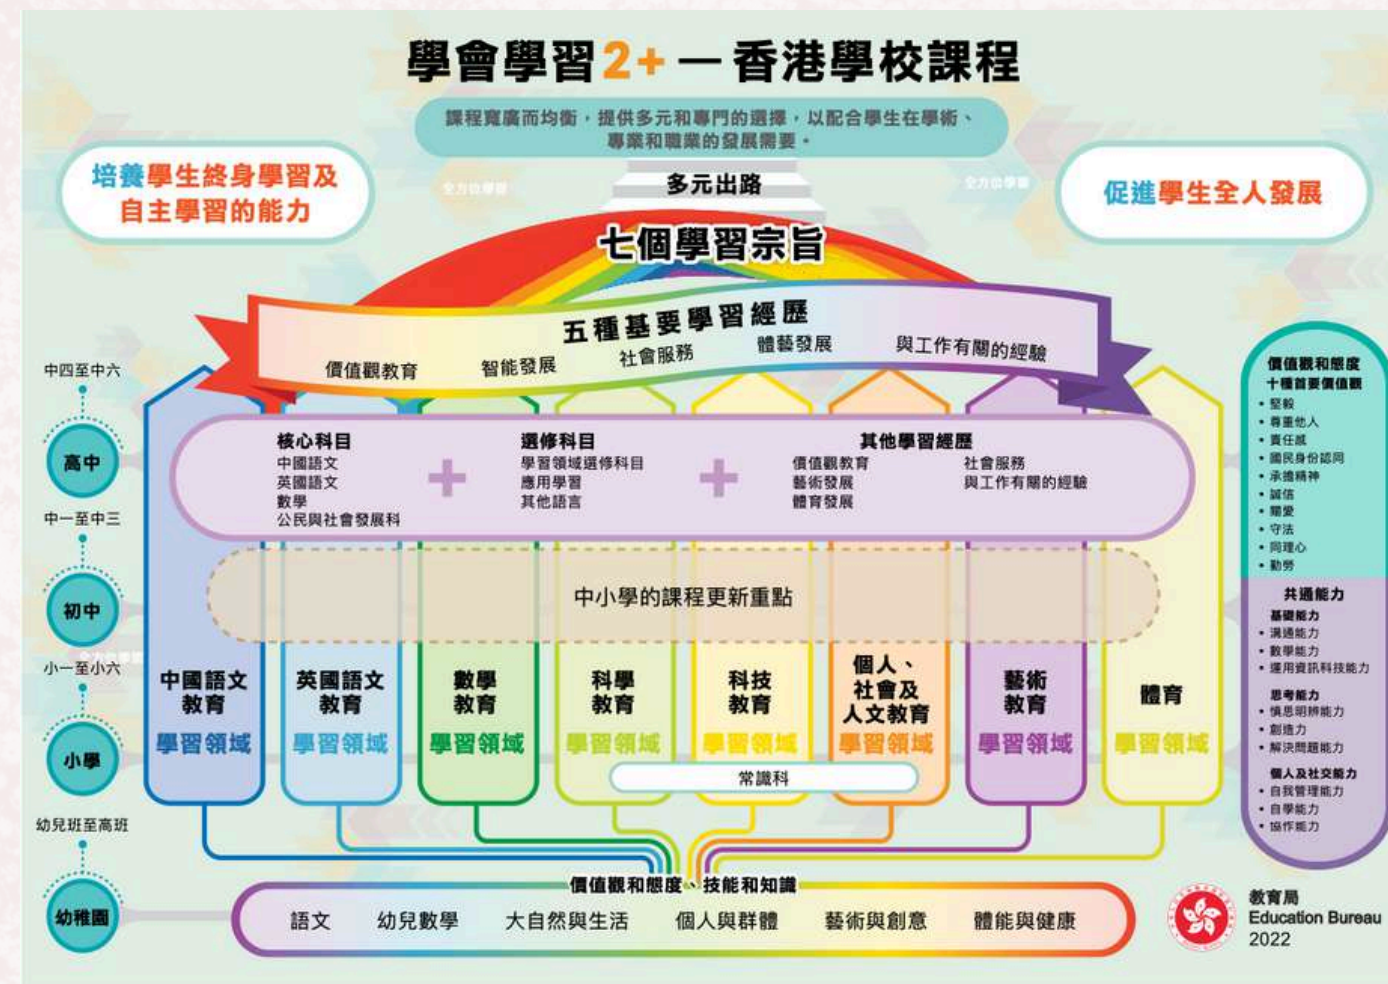 學會學習2+ — 香港學校課程
課程寬廣而均衡，提供多元和專門的選擇，以配合學生在學術、
專業和職業的發展需要。
培養學生終身學習及
自主學習的能力
全方位學習
多元出路
全方位學習
促進學生全人發展
七個學習宗旨
五種基要學習經歷
價值觀教育
智能發展
社會服務
體藝發展
與工作有關的經驗
中四至中六
高中
中一至中三
初中
全方位學習
小一至小六
小學
幼兒班至高班
幼稚園
核心科目
中國語文
英國語文
數學
公民與社會發展科
+
選修科目
學習領域選修科目
應用學習
其他語言
+
其他學習經歷
價值觀教育
藝術發展
體育發展
社會服務
與工作有關的經驗
中小學的課程更新重點
中國語文
教育
學習領域
英國語文
教育
學習領域
數學
教育
學習領域
科學
教育
學習領域
科技
教育
學習領域
個人、
社會及
人文教育
學習領域
藝術
教育
學習領域
體育
學習領域
常識科
價值觀和態度、技能和知識
語文 幼兒數學 大自然與生活 個人與群體 藝術與創意 體能與健康
價值觀和態度
十種首要價值觀
• 堅毅
• 尊重他人
• 責任感
• 國民身份認同
• 承擔精神
• 誠信
• 關愛
• 守法
• 同理心
• 勤勞
共通能力
基礎能力
• 溝通能力
• 數學能力
• 運用資訊科技能力
思考能力
• 慎思明辨能力
• 創造力
• 解決問題能力
個人及社交能力
• 自我管理能力
• 自學能力
• 協作能力
教育局
Education Bureau
2022